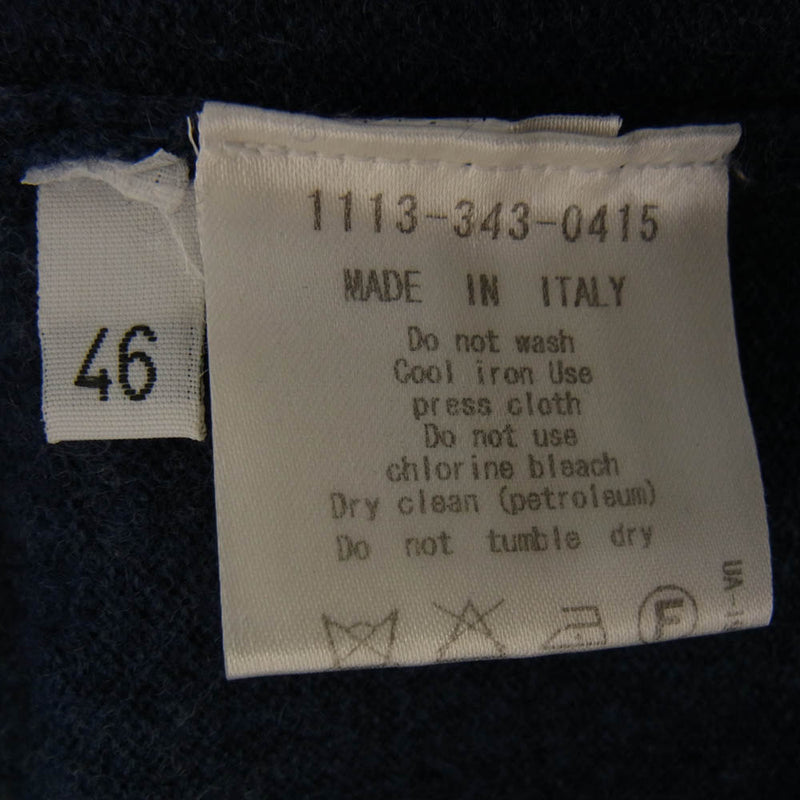 46
1113-343-0415
MADE IN ITALY
Do not wash
Cool iron Use
press cloth
Do not use
chlorine bleach
Dry clean (petroleum)
Do not tumble dry
F